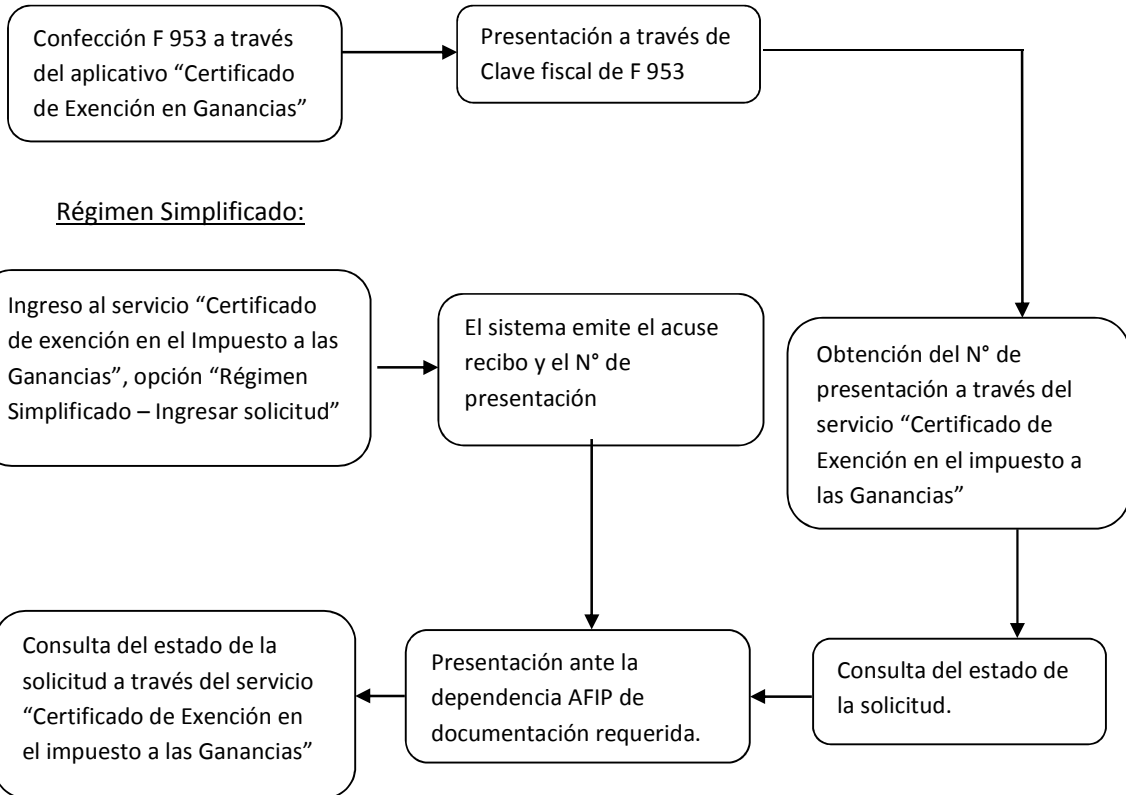 Confección F 953 a través
del aplicativo “Certificado
de Exención en Ganancias”
Presentación a través de
Clave fiscal de F 953
Régimen Simplificado:
Ingreso al servicio “Certificado
de exención en el Impuesto a las
Ganancias”, opción “Régimen
Simplificado – Ingresar solicitud”
El sistema emite el acuse
recibo y el N° de
presentación
Obtención del N° de
presentación a través del
servicio “Certificado de
Exención en el impuesto a
las Ganancias”
Consulta del estado de la
solicitud a través del servicio
“Certificado de Exención en
el impuesto a las Ganancias”
Presentación ante la
dependencia AFIP de
documentación requerida.
Consulta del estado de
la solicitud.